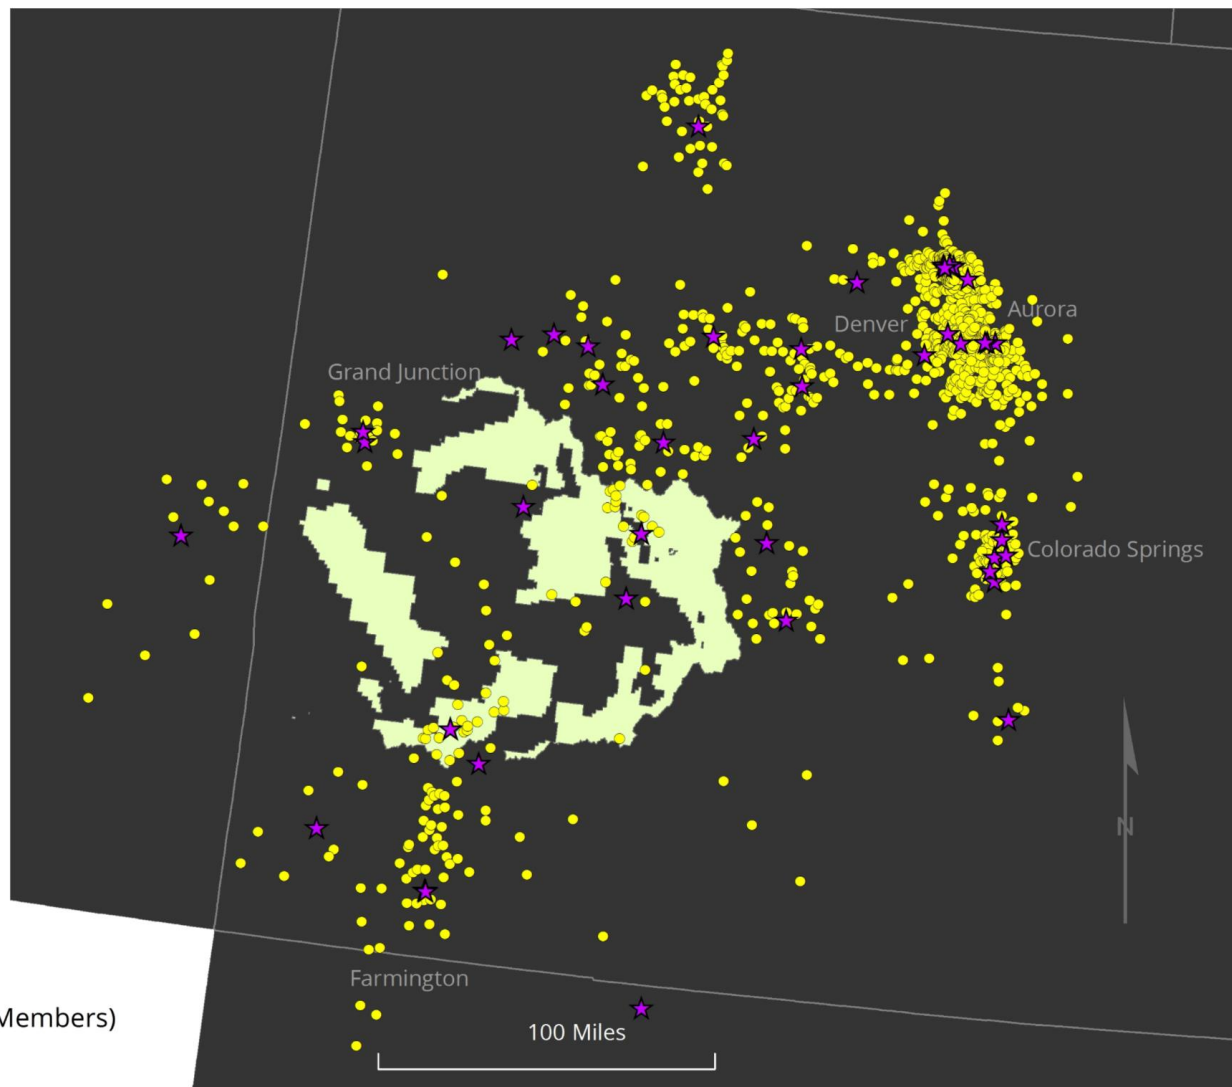 Aurora
Denver
Grand Junction
Colorado Springs
N
Farmington
Members)
100 Miles